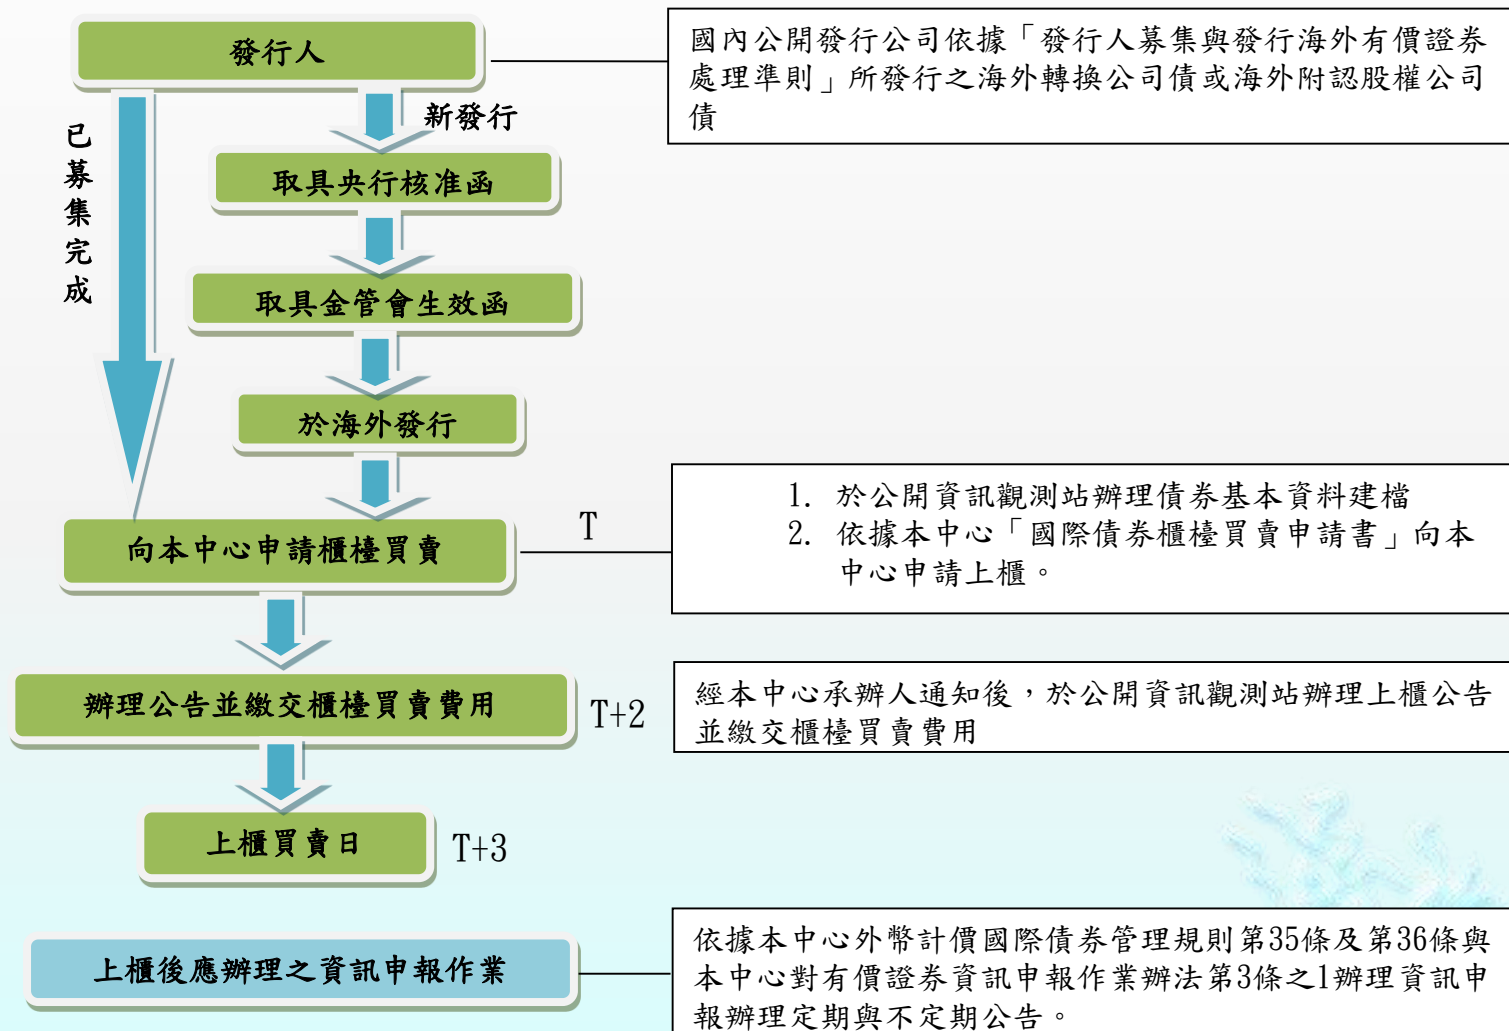 發行人
國內公開發行公司依據「發行人募集與發行海外有價證券
處理準則」所發行之海外轉換公司債或海外附認股權公司
債
新發行
已募集完成
取具央行核准函
取具金管會生效函
於海外發行
向本中心申請櫃檯買賣
T
1. 於公開資訊觀測站辦理債券基本資料建檔
2. 依據本中心「國際債券櫃檯買賣申請書」向本
中心申請上櫃。
辦理公告並繳交櫃檯買賣費用
T+2
經本中心承辦人通知後，於公開資訊觀測站辦理上櫃公告
並繳交櫃檯買賣費用
上櫃買賣日
T+3
上櫃後應辦理之資訊申報作業
依據本中心外幣計價國際債券管理規則第35條及第36條與
本中心對有價證券資訊申報作業辦法第3條之1辦理資訊申
報辦理定期與不定期公告。